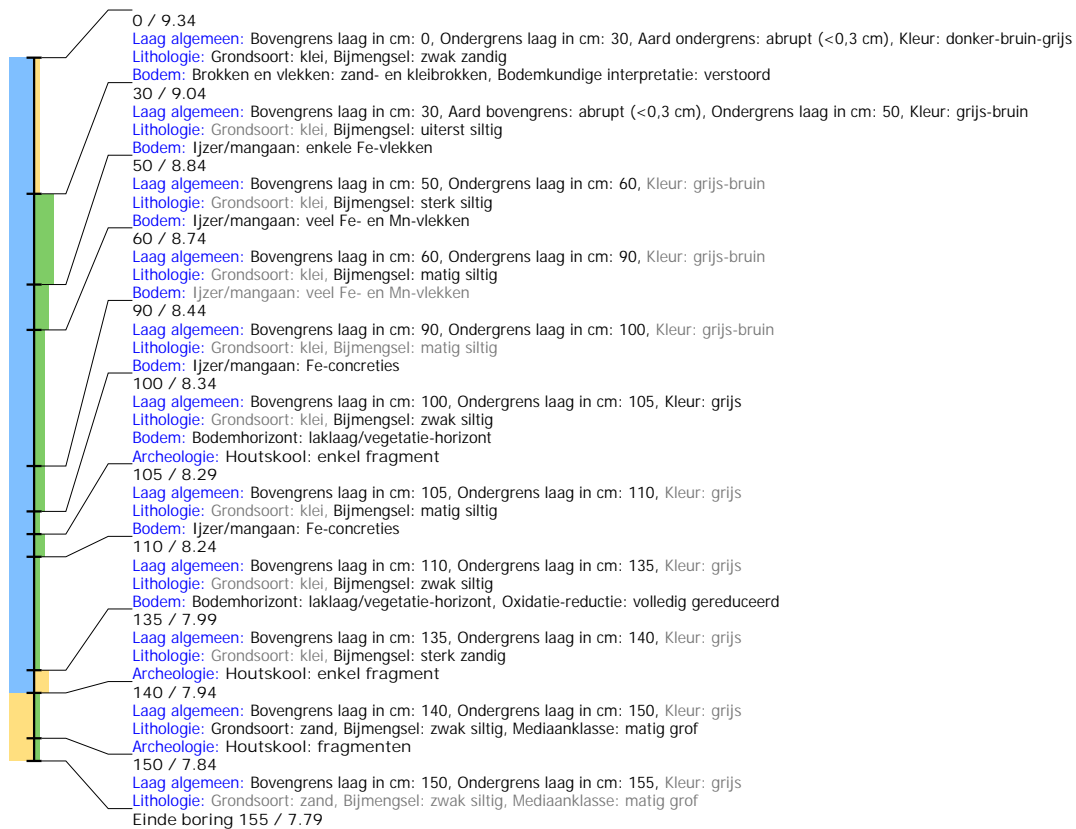 0 / 9.34
Laag algemeen: Bovengrens laag in cm: 0, Ondergrens laag in cm: 30, Aard ondergrens: abrupt (<0,3 cm), Kleur: donker-bruin-grijs
Lithologie: Grondsoort: klei, Bijmengsel: zwak zandig
Bodem: Brokken en vlekken: zand- en kleibrokken, Bodemkundige interpretatie: verstoord
30 / 9.04
Laag algemeen: Bovengrens laag in cm: 30, Aard bovengrens: abrupt (<0,3 cm), Ondergrens laag in cm: 50, Kleur: grijs-bruin
Lithologie: Grondsoort: klei, Bijmengsel: uiterst siltig
Bodem: Ijzer/mangaan: enkele Fe-vlekken
50 / 8.84
Laag algemeen: Bovengrens laag in cm: 50, Ondergrens laag in cm: 60, Kleur: grijs-bruin
Lithologie: Grondsoort: klei, Bijmengsel: sterk siltig
Bodem: Ijzer/mangaan: veel Fe- en Mn-vlekken
60 / 8.74
Laag algemeen: Bovengrens laag in cm: 60, Ondergrens laag in cm: 90, Kleur: grijs-bruin
Lithologie: Grondsoort: klei, Bijmengsel: matig siltig
Bodem: Ijzer/mangaan: veel Fe- en Mn-vlekken
90 / 8.44
Laag algemeen: Bovengrens laag in cm: 90, Ondergrens laag in cm: 100, Kleur: grijs-bruin
Lithologie: Grondsoort: klei, Bijmengsel: matig siltig
Bodem: Ijzer/mangaan: Fe-concreties
100 / 8.34
Laag algemeen: Bovengrens laag in cm: 100, Ondergrens laag in cm: 105, Kleur: grijs
Lithologie: Grondsoort: klei, Bijmengsel: zwak siltig
Bodem: Bodemhorizont: laklaag/vegetatie-horizont
Archeologie: Houtskool: enkel fragment
105 / 8.29
Laag algemeen: Bovengrens laag in cm: 105, Ondergrens laag in cm: 110, Kleur: grijs
Lithologie: Grondsoort: klei, Bijmengsel: matig siltig
Bodem: Ijzer/mangaan: Fe-concreties
110 / 8.24
Laag algemeen: Bovengrens laag in cm: 110, Ondergrens laag in cm: 135, Kleur: grijs
Lithologie: Grondsoort: klei, Bijmengsel: zwak siltig
Bodem: Bodemhorizont: laklaag/vegetatie-horizont, Oxidatie-reductie: volledig gereduceerd
135 / 7.99
Laag algemeen: Bovengrens laag in cm: 135, Ondergrens laag in cm: 140, Kleur: grijs
Lithologie: Grondsoort: klei, Bijmengsel: sterk zandig
Archeologie: Houtskool: enkel fragment
140 / 7.94
Laag algemeen: Bovengrens laag in cm: 140, Ondergrens laag in cm: 150, Kleur: grijs
Lithologie: Grondsoort: zand, Bijmengsel: zwak siltig, Mediaanklasse: matig grof
Archeologie: Houtskool: fragmenten
150 / 7.84
Laag algemeen: Bovengrens laag in cm: 150, Ondergrens laag in cm: 155, Kleur: grijs
Lithologie: Grondsoort: zand, Bijmengsel: zwak siltig, Mediaanklasse: matig grof
Einde boring 155 / 7.79